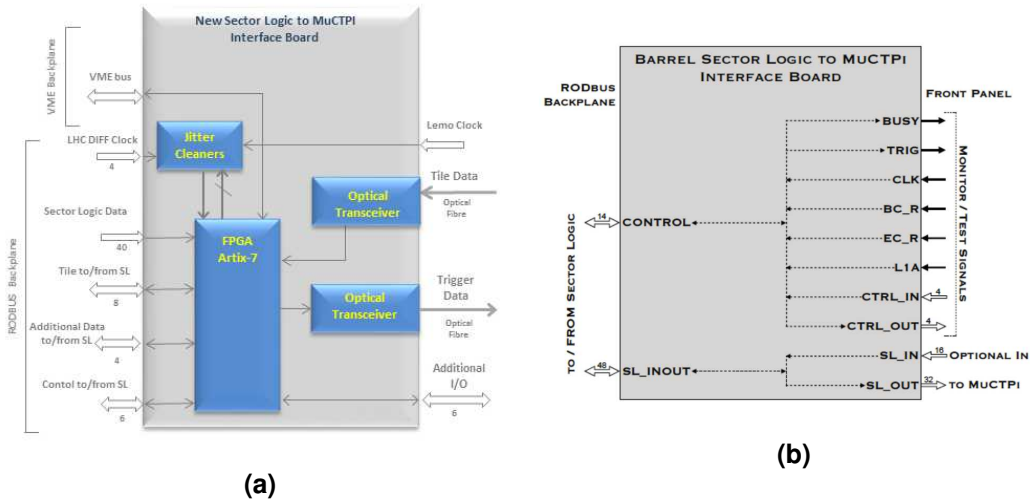 New Sector Logic to MuCTPI
Interface Board
VME Backplane
VME bus
LHC DIFF Clock
4
Jitter
Cleaners
Lemo Clock
Tile Data
Optical
Fibre
Optical
Transceiver
RODBUS Backplane
Sector Logic Data
40
FPGA
Artix-7
Tile to/from SL
8
Optical
Transceiver
Trigger
Data
Optical
Fibre
Additional Data
to/from SL
4
Contol to/from SL
6
Additional
I/O
6
(a)
BARREL SECTOR LOGIC TO MUCTPI
INTERFACE BOARD
RODBUS
BACKPLANE
FRONT PANEL
BUSY
TRIG
CLK
BC_R
EC_R
L1A
CTRL_IN
4
CTRL_OUT
4
MONITOR / TEST SIGNALS
TO / FROM SECTOR LOGIC
14
CONTROL
48
SL_INOUT
SL_IN
16
OPTIONAL IN
SL_OUT
32
TO MUCTPI
(b)